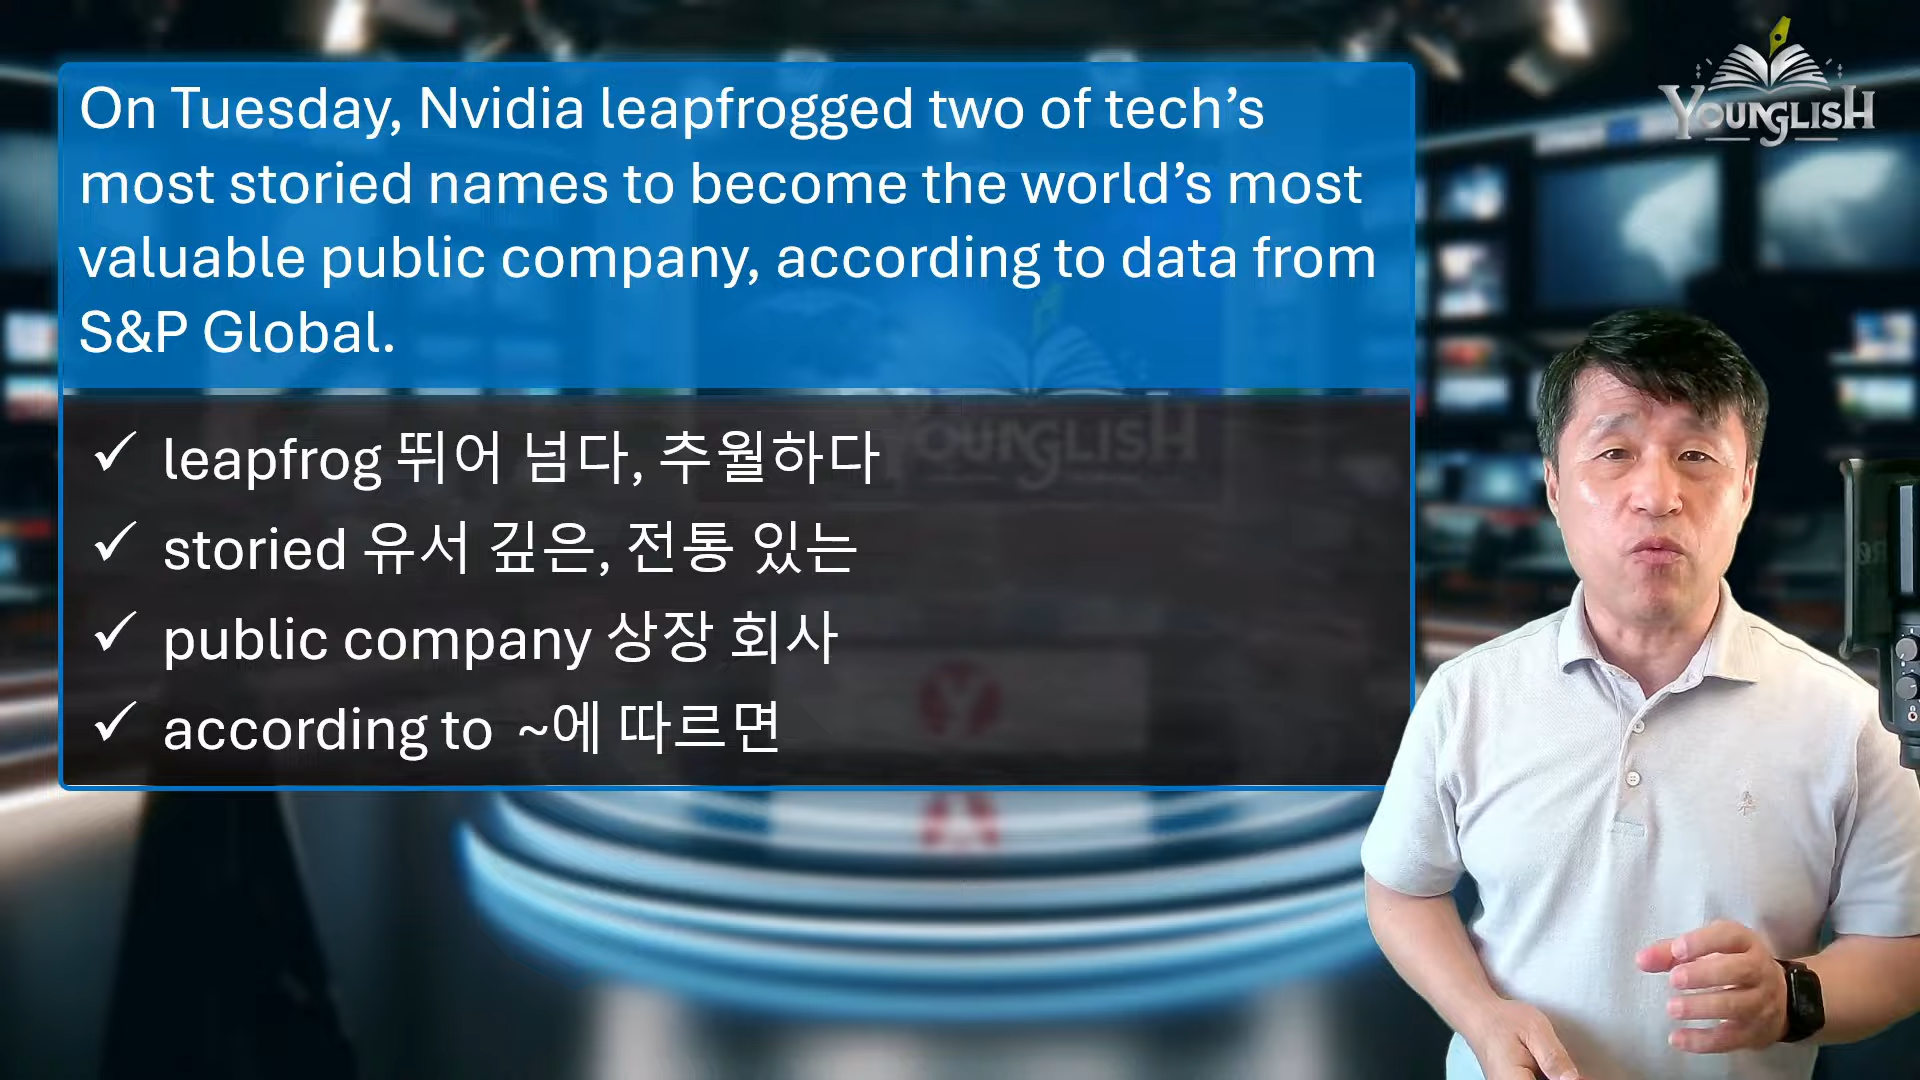 On Tuesday, Nvidia leapfrogged two of tech’s
most storied names to become the world’s most
valuable public company, according to data from
S&P Global.
✓ leapfrog 뛰어 넘다, 추월하다
✓ storied 유서 깊은, 전통 있는
✓ public company 상장 회사
✓ according to ~에 따르면
YOUNGLISH
YOUNGLISH